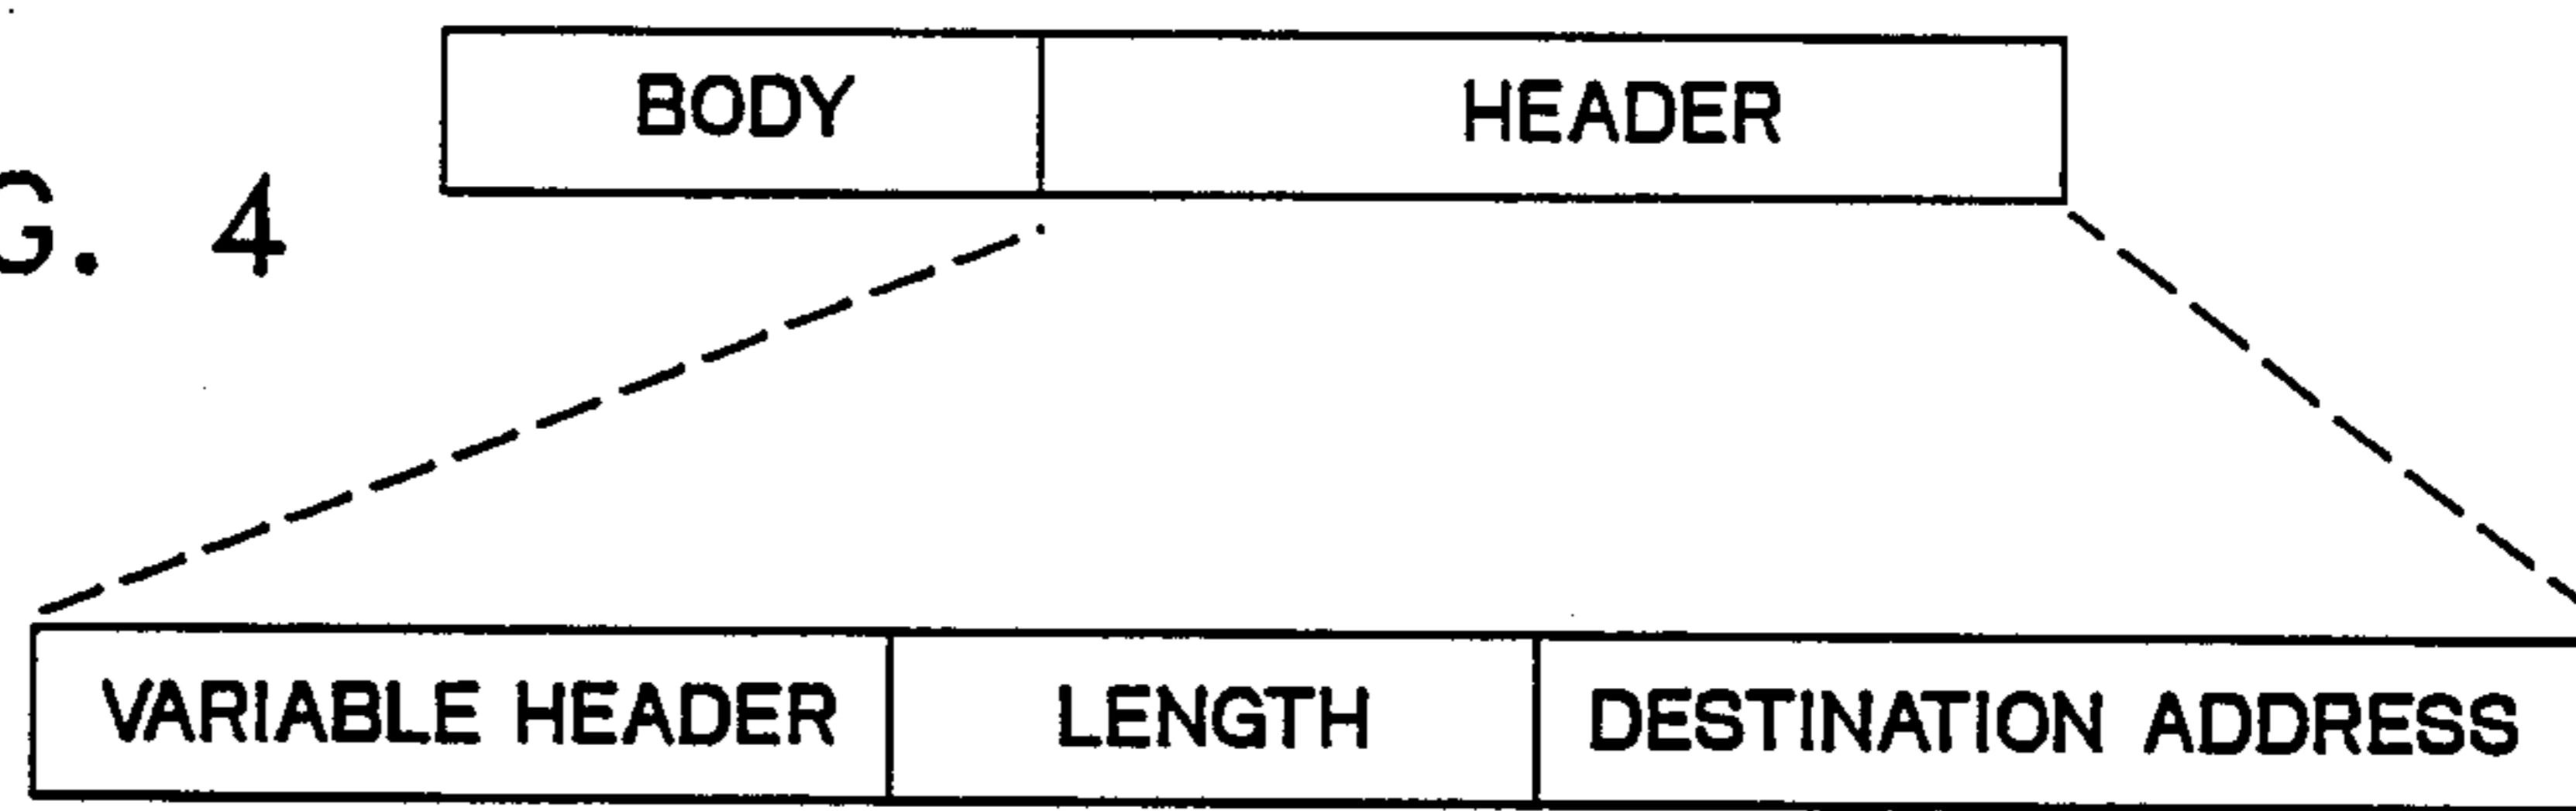 BODY HEADER
G. 4
VARIABLE HEADER LENGTH DESTINATION ADDRESS